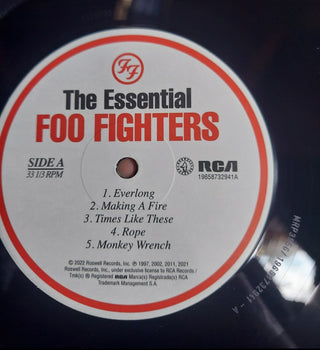 FF
The Essential
FOO FIGHTERS
SIDE A
33 1/3 RPM
RCA
19658732941A
1. Everlong
2. Making A Fire
3. Times Like These
4. Rope
5. Monkey Wrench
© 2022 Roswell Records, Inc. ℗ 1997, 2002, 2011, 2021
Roswell Records, Inc., under exclusive license to RCA Records /
Tmk(s) ® Registered RCA Marca(s) Registrada(s) RCA
Trademark Management S.A.